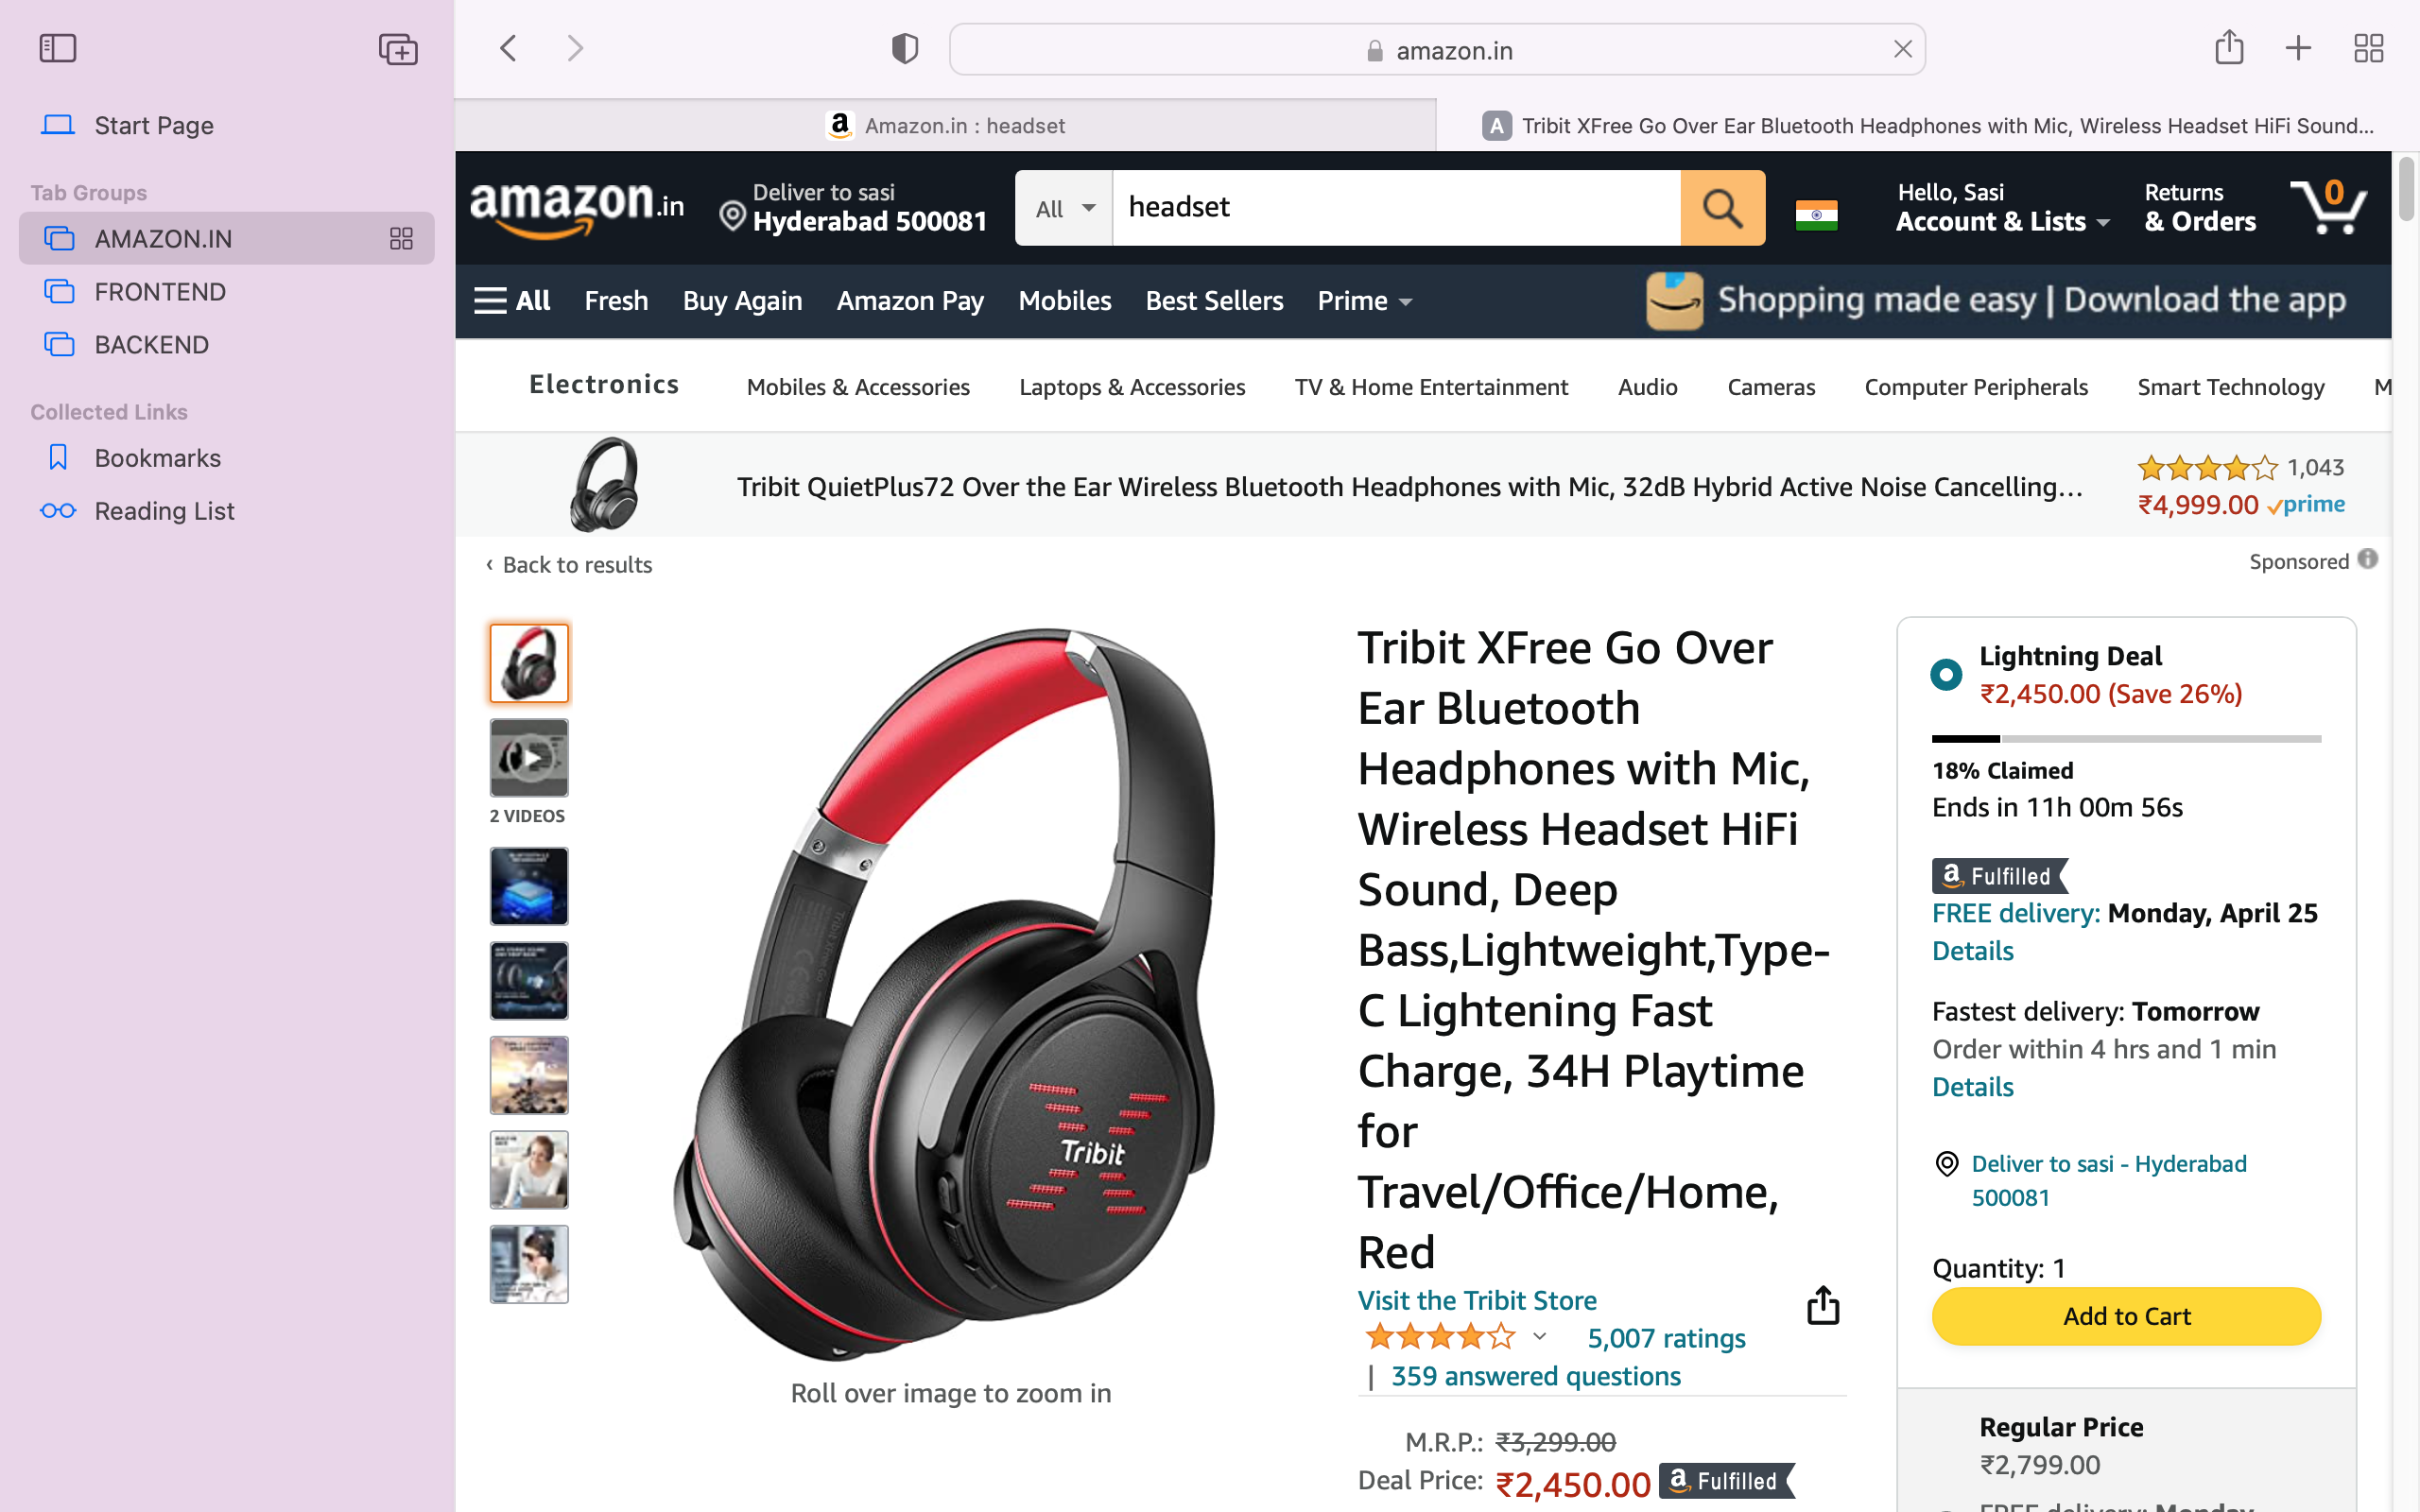 amazon.in
Start Page
Tab Groups
AMAZON.IN
FRONTEND
BACKEND
Collected Links
Bookmarks
Reading List
a Amazon.in : headset
A Tribit XFree Go Over Ear Bluetooth Headphones with Mic, Wireless Headset HiFi Sound...
amazon.in
Deliver to sasi
Hyderabad 500081
All
headset
Hello, Sasi
Account & Lists
Returns
& Orders
0
All Fresh Buy Again Amazon Pay Mobiles Best Sellers Prime
Shopping made easy | Download the app
Electronics Mobiles & Accessories Laptops & Accessories TV & Home Entertainment Audio Cameras Computer Peripherals Smart Technology M
Tribit QuietPlus72 Over the Ear Wireless Bluetooth Headphones with Mic, 32dB Hybrid Active Noise Cancelling...
1,043
₹4,999.00 prime
‹ Back to results
Sponsored
2 VIDEOS
Tribit
Roll over image to zoom in
Tribit XFree Go Over
Ear Bluetooth
Headphones with Mic,
Wireless Headset HiFi
Sound, Deep
Bass,Lightweight,Type-
C Lightening Fast
Charge, 34H Playtime
for
Travel/Office/Home,
Red
Visit the Tribit Store
5,007 ratings
| 359 answered questions
M.R.P.: ₹3,299.00
Deal Price: ₹2,450.00 a Fulfilled
Lightning Deal
₹2,450.00 (Save 26%)
18% Claimed
Ends in 11h 00m 56s
a Fulfilled
FREE delivery: Monday, April 25
Details
Fastest delivery: Tomorrow
Order within 4 hrs and 1 min
Details
Deliver to sasi - Hyderabad
500081
Quantity: 1
Add to Cart
Regular Price
₹2,799.00
FREE delivery: Monday